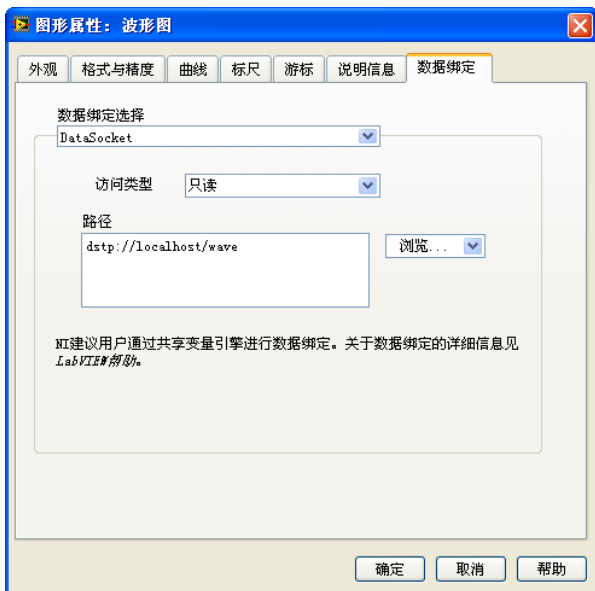 图形属性: 波形图
外观 格式与精度 曲线 标尺 游标 说明信息 数据绑定
数据绑定选择
DataSocket
访问类型 只读
路径
dstp://localhost/wave
浏览...
NI建议用户通过共享变量引擎进行数据绑定。关于数据绑定的详细信息见
LabVIEW帮助。
确定 取消 帮助